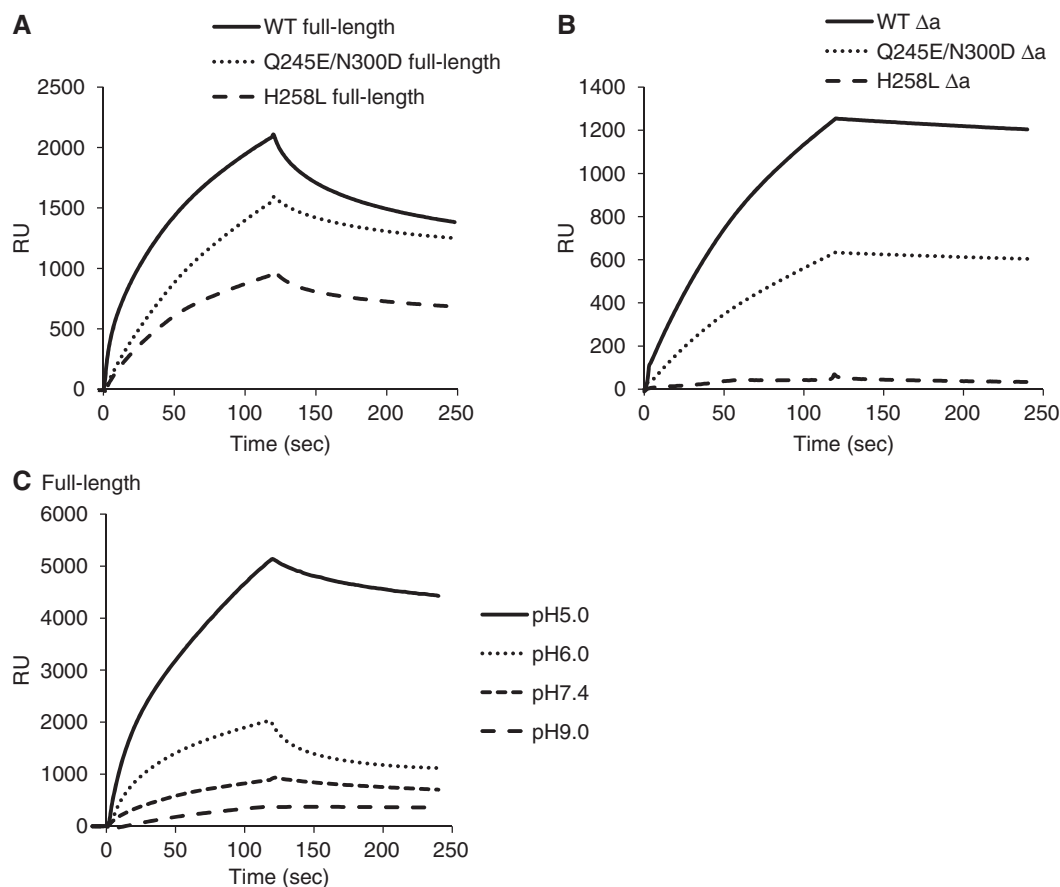 A
WT full-length
Q245E/N300D full-length
H258L full-length
2500
2000
1500
1000
500
0
RU
0 50 100 150 200 250
Time (sec)
B
WT Δa
Q245E/N300D Δa
H258L Δa
1400
1200
1000
800
600
400
200
0
RU
0 50 100 150 200 250
Time (sec)
C Full-length
6000
5000
4000
3000
2000
1000
0
RU
0 50 100 150 200 250
Time (sec)
pH5.0
pH6.0
pH7.4
pH9.0